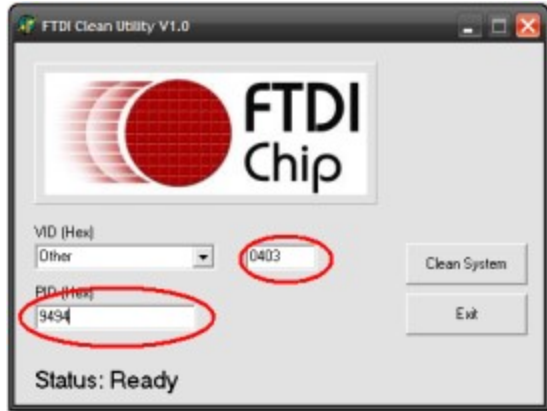 FTDI Clean Utility V1.0
FTDI
Chip
VID (Hex)
Other
0403
Clean System
PID (Hex)
9494
Exit
Status: Ready